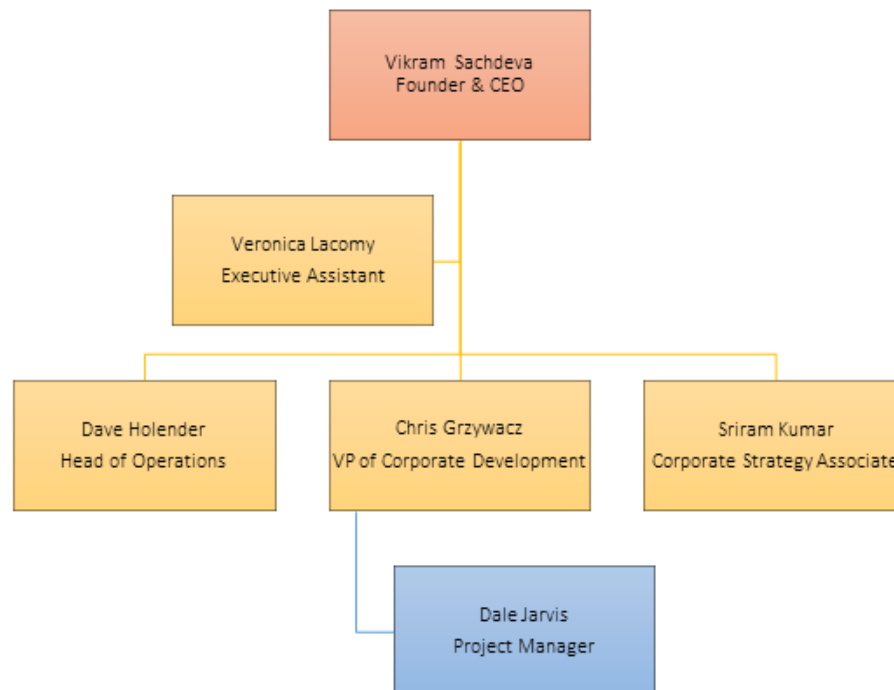 Vikram Sachdeva
Founder & CEO
Veronica Lacomy
Executive Assistant
Dave Holender
Head of Operations
Chris Grzywacz
VP of Corporate Development
Sriram Kumar
Corporate Strategy Associate
Dale Jarvis
Project Manager